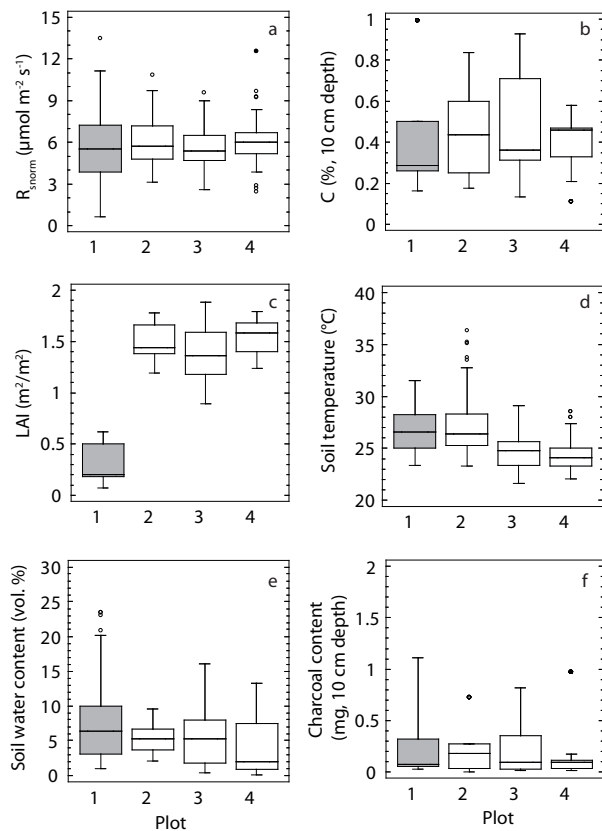 a
R_snorm (µmol m⁻² s⁻¹)
15
12
9
6
3
0
1 2 3 4
b
C (%, 10 cm depth)
1
0.8
0.6
0.4
0.2
0
1 2 3 4
c
LAI (m²/m²)
2
1.5
1
0.5
0
1 2 3 4
d
Soil temperature (°C)
40
35
30
25
20
1 2 3 4
e
Soil water content (vol. %)
30
25
20
15
10
5
0
1 2 3 4
Plot
f
Charcoal content
(mg, 10 cm depth)
2
1.5
1
0.5
0
1 2 3 4
Plot